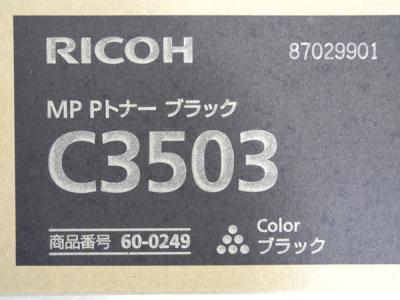 RICOH
87029901
MP Pトナー ブラック
C3503
商品番号 60-0249
Color
ブラック